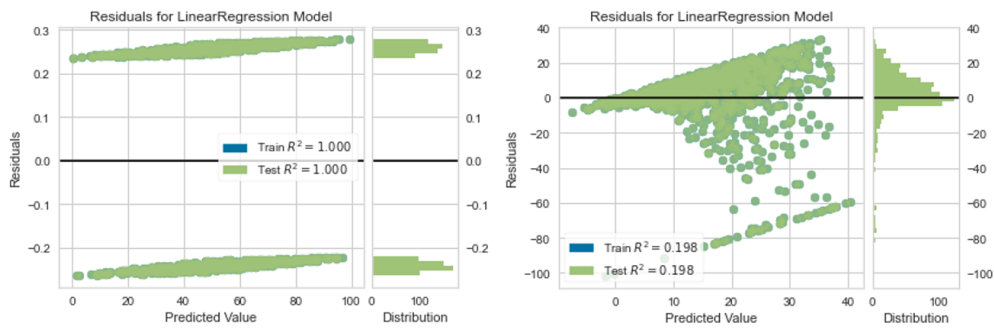 Residuals for LinearRegression Model
0.3
0.2
0.1
0.0
−0.1
−0.2
Residuals
Train R² = 1.000
Test R² = 1.000
0 20 40 60 80 100
Predicted Value
0.3
0.2
0.1
0.0
−0.1
−0.2
0 100
Distribution
Residuals for LinearRegression Model
40
20
0
−20
−40
−60
−80
−100
Residuals
Train R² = 0.198
Test R² = 0.198
0 10 20 30 40
Predicted Value
40
20
0
−20
−40
−60
−80
−100
0 100
Distribution